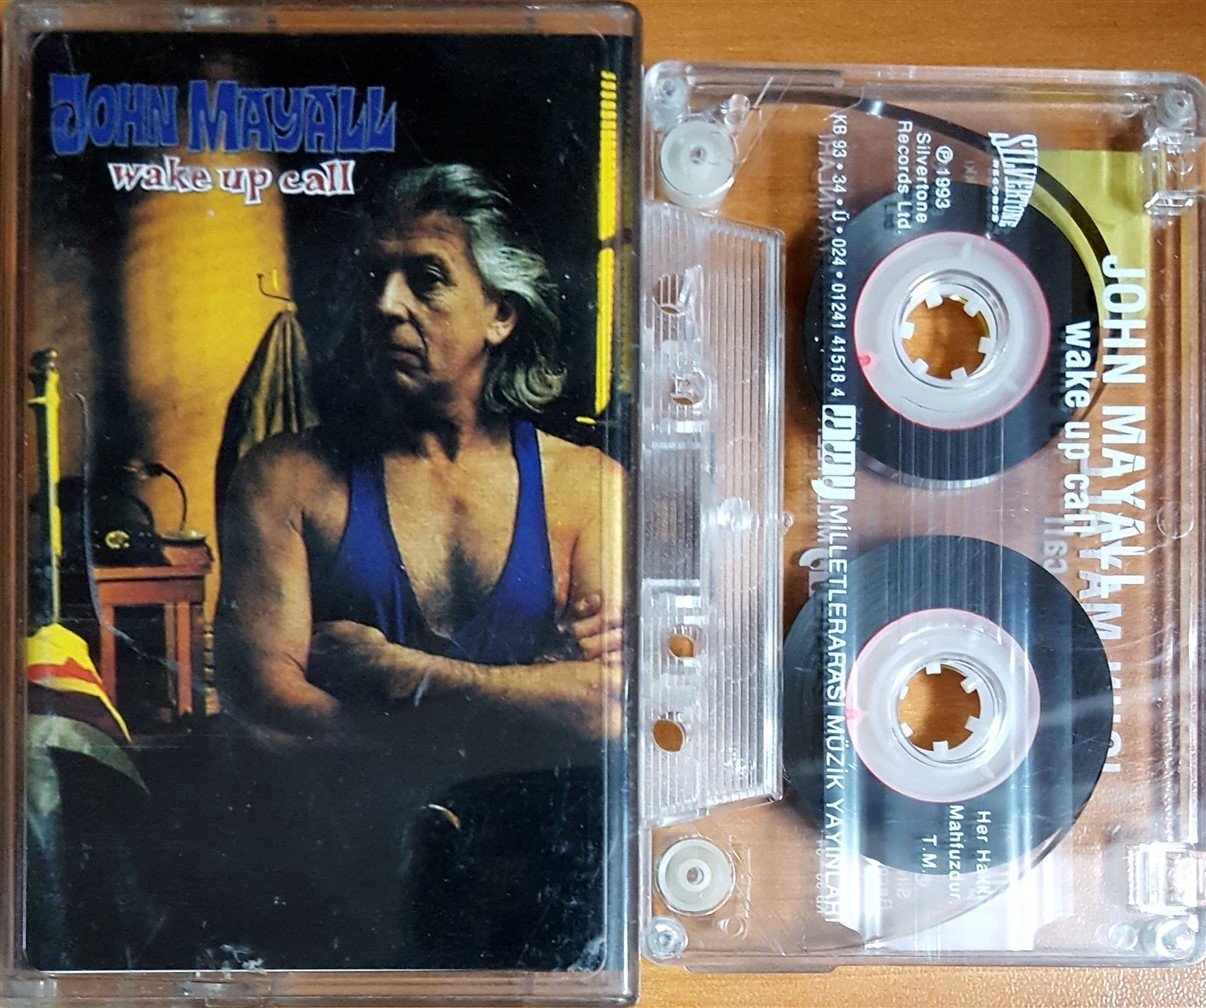 JOHN MAYALL
wake up call
SILVERTONE
RECORDS
℗ 1993
Silvertone
Records Ltd.
JOHN MAYALL
wake up call
KB 93 • 34 • Ü • 024 • 01241 41518 4
MİLLETLERARASI MÜZİK YAYINLARI
Her Hakkı
Mahfuzdur.
T.M.